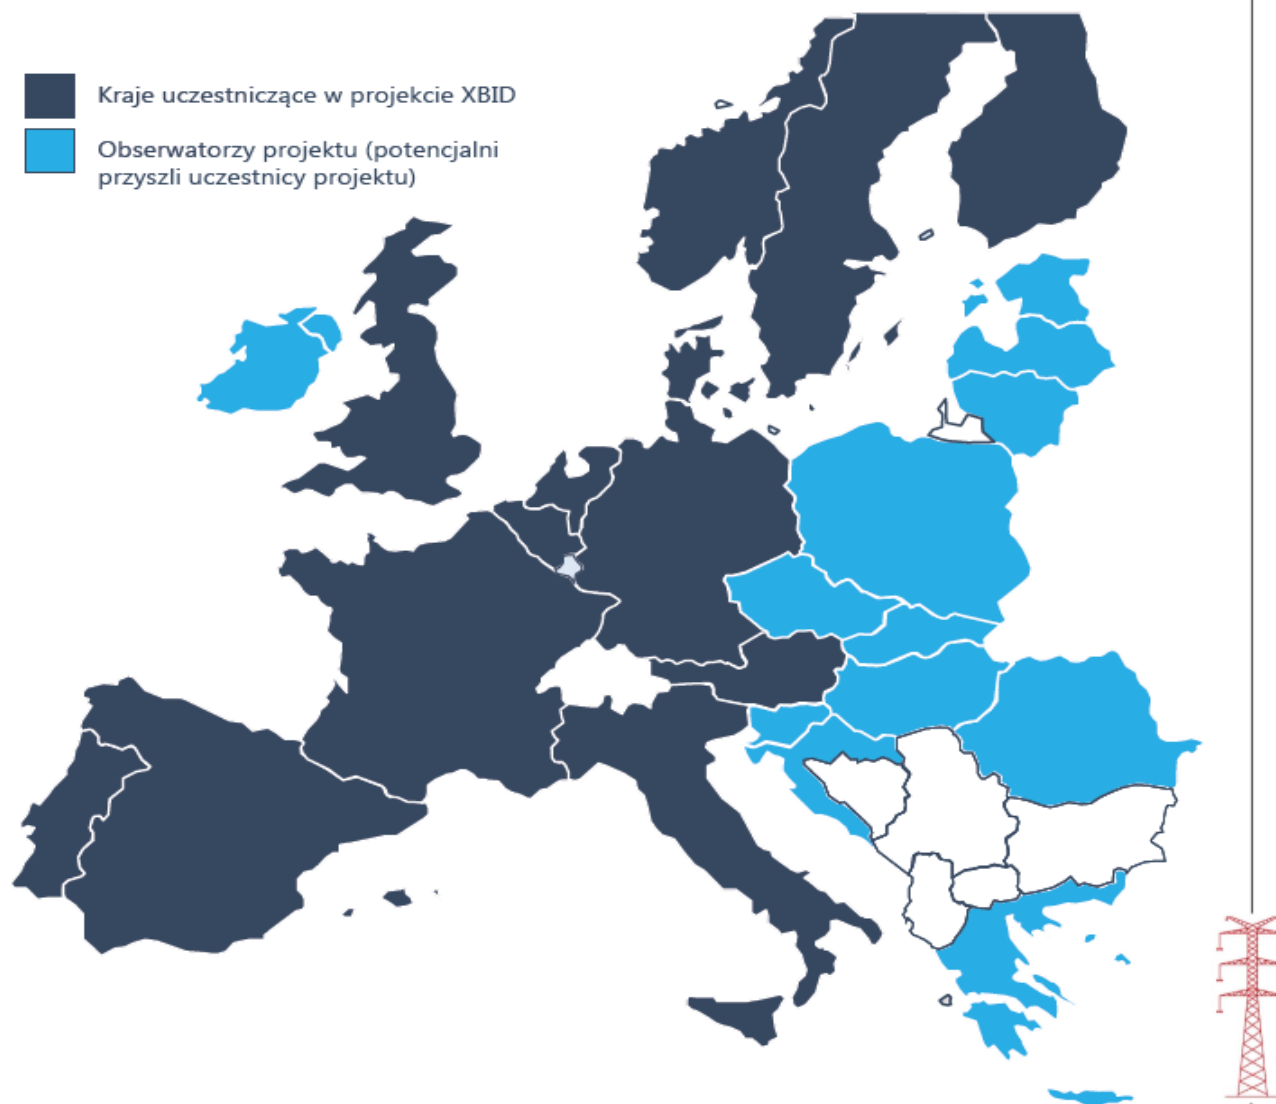 Kraje uczestniczące w projekcie XBID
Obserwatorzy projektu (potencjalni
przyszli uczestnicy projektu)